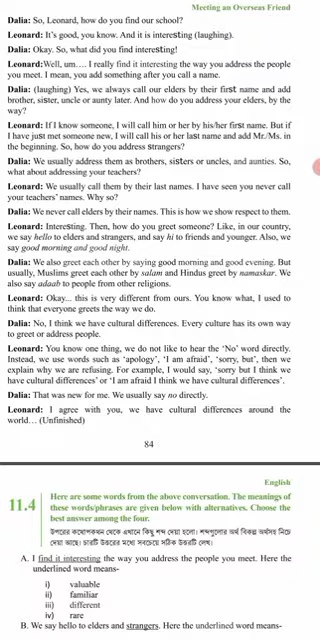 Meeting an Overseas Friend
Dalia: So, Leonard, how do you find our school?
Leonard: It's good, you know. And it is interesting (laughing).
Dalia: Okay. So, what did you find interesting!
Leonard:Well, um…. I really find it interesting the way you address the people
you meet. I mean, you add something after you call a name.
Dalia: (laughing) Yes, we always call our elders by their first name and add
brother, sister, uncle or aunty later. And how do you address your elders, by the
way?
Leonard: If I know someone, I will call him or her by his/her first name. But if
I have just met someone new, I will call his or her last name and add Mr./Ms. in
the beginning. So, how do you address strangers?
Dalia: We usually address them as brothers, sisters or uncles, and aunties. So,
what about addressing your teachers?
Leonard: We usually call them by their last names. I have seen you never call
your teachers' names. Why so?
Dalia: We never call elders by their names. This is how we show respect to them.
Leonard: Interesting. Then, how do you greet someone? Like, in our country,
we say hello to elders and strangers, and say hi to friends and younger. Also, we
say good morning and good night.
Dalia: We also greet each other by saying good morning and good evening. But
usually, Muslims greet each other by salam and Hindus greet by namaskar. We
also say adaab to people from other religions.
Leonard: Okay... this is very different from ours. You know what, I used to
think that everyone greets the way we do.
Dalia: No, I think we have cultural differences. Every culture has its own way
to greet or address people.
Leonard: You know one thing, we do not like to hear the 'No' word directly.
Instead, we use words such as 'apology', 'I am afraid', 'sorry, but', then we
explain why we are refusing. For example, I would say, 'sorry but I think we
have cultural differences' or 'I am afraid I think we have cultural differences'.
Dalia: That was new for me. We usually say no directly.
Leonard: I agree with you, we have cultural differences around the
world… (Unfinished)
84
English
11.4 Here are some words from the above conversation. The meanings of
these words/phrases are given below with alternatives. Choose the
best answer among the four.
উপরের কথোপকথন থেকে এখানে কিছু শব্দ দেয়া হলো। শব্দগুলোর অর্থ বিকল্প অর্থসহ নিচে
দেয়া আছে। চারটি উত্তরের মধ্যে সবচেয়ে সঠিক উত্তরটি লেখ।
A. I find it interesting the way you address the people you meet. Here the
underlined word means-
i) valuable
ii) familiar
iii) different
iv) rare
B. We say hello to elders and strangers. Here the underlined word means-